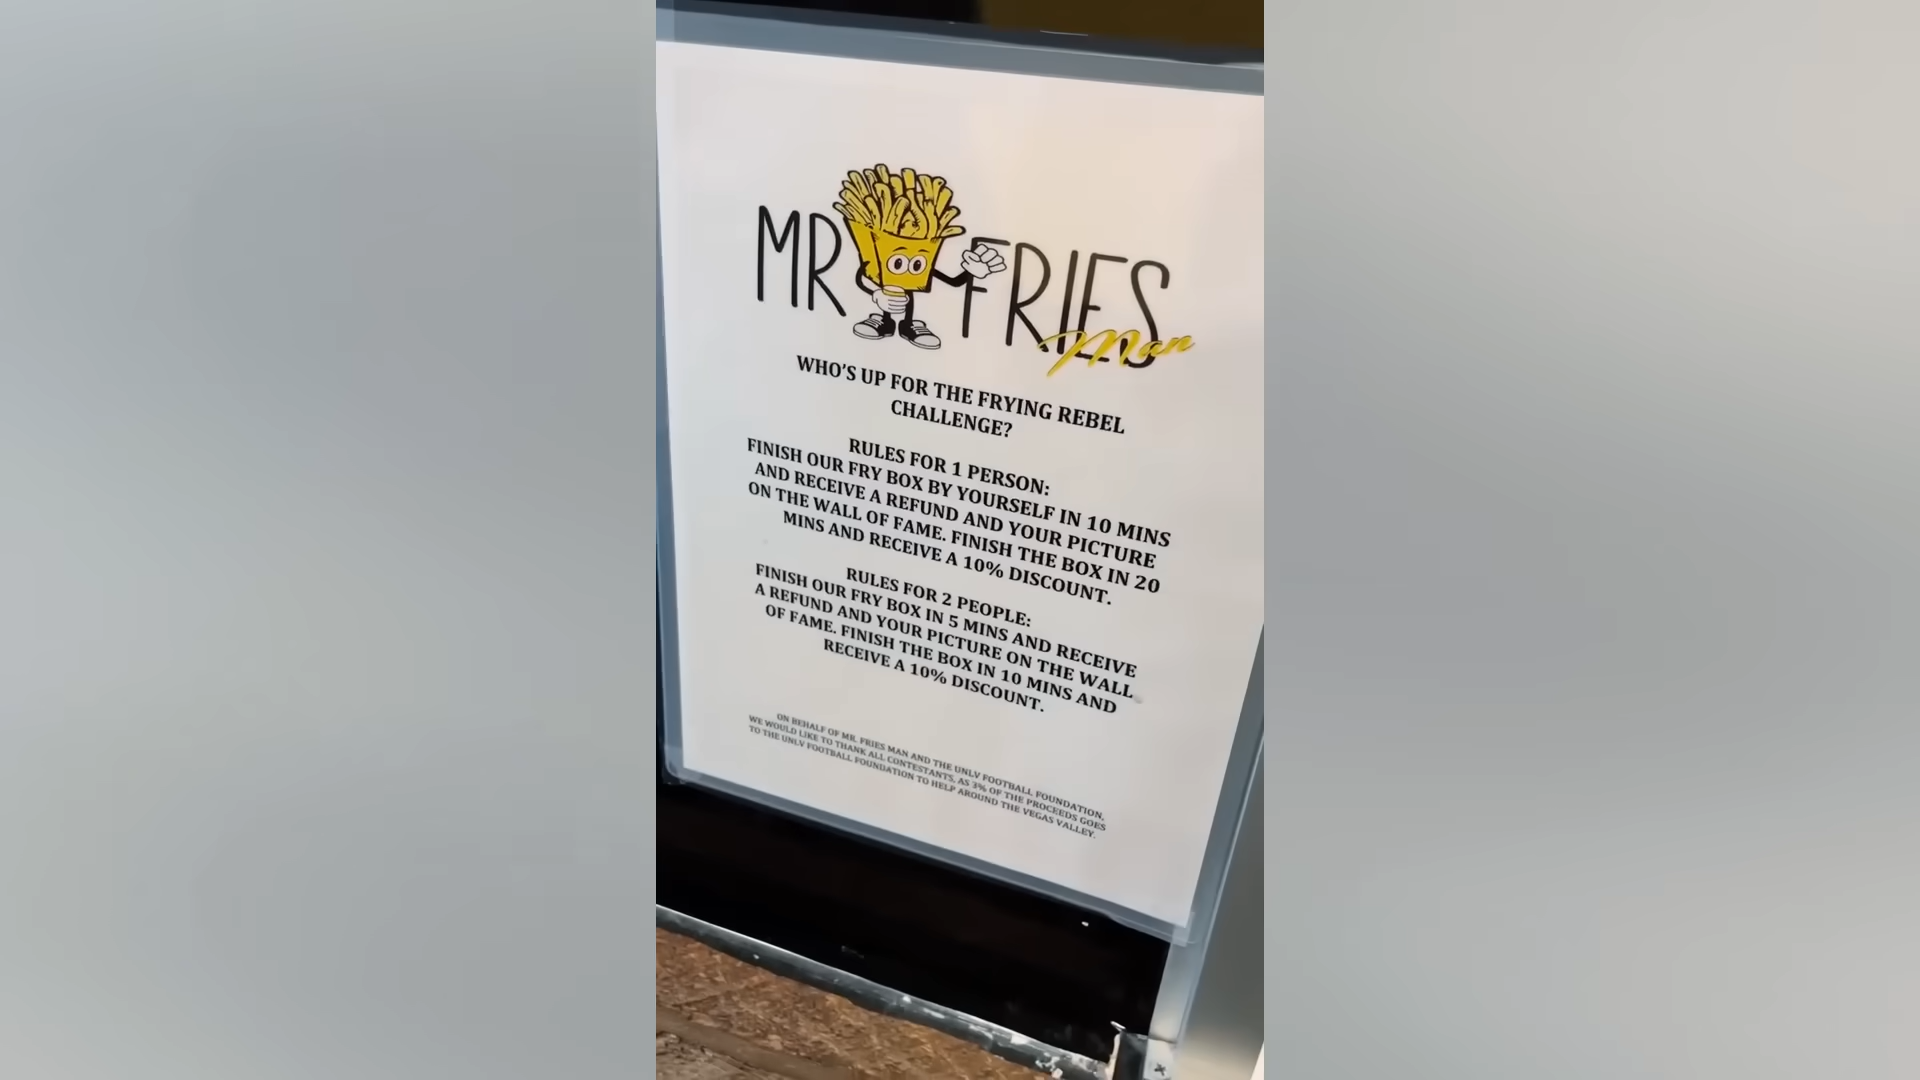 MR FRIES
Man
WHO'S UP FOR THE FRYING REBEL
CHALLENGE?
RULES FOR 1 PERSON:
FINISH OUR FRY BOX BY YOURSELF IN 10 MINS
AND RECEIVE A REFUND AND YOUR PICTURE
ON THE WALL OF FAME. FINISH THE BOX IN 20
MINS AND RECEIVE A 10% DISCOUNT.
RULES FOR 2 PEOPLE:
FINISH OUR FRY BOX IN 5 MINS AND RECEIVE
A REFUND AND YOUR PICTURE ON THE WALL
OF FAME. FINISH THE BOX IN 10 MINS AND
RECEIVE A 10% DISCOUNT.
ON BEHALF OF MR. FRIES MAN AND THE UNLV FOOTBALL FOUNDATION,
WE WOULD LIKE TO THANK ALL CONTESTANTS, AS 3% OF THE PROCEEDS GOES
TO THE UNLV FOOTBALL FOUNDATION TO HELP AROUND THE VEGAS VALLEY.